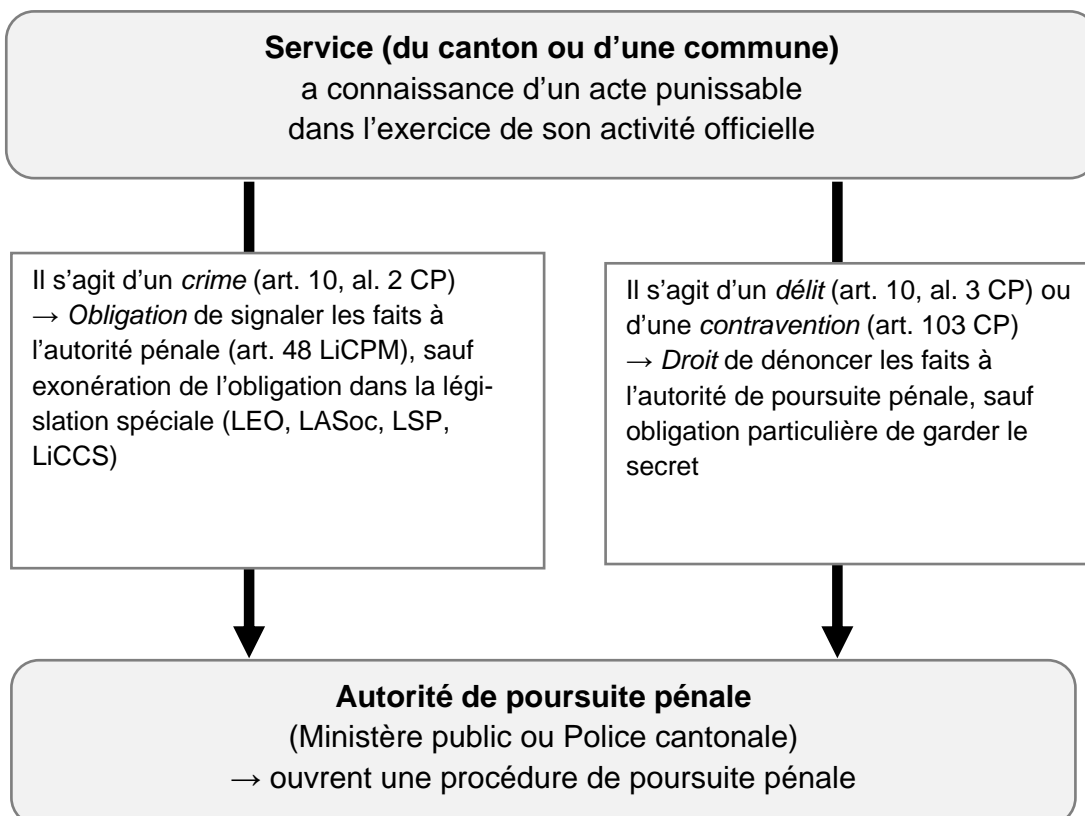 Service (du canton ou d’une commune)
a connaissance d’un acte punissable
dans l’exercice de son activité officielle
Il s’agit d’un crime (art. 10, al. 2 CP)
→ Obligation de signaler les faits à
l’autorité pénale (art. 48 LiCPM), sauf
exonération de l’obligation dans la légi-
slation spéciale (LEO, LASoc, LSP,
LiCCS)
Il s’agit d’un délit (art. 10, al. 3 CP) ou
d’une contravention (art. 103 CP)
→ Droit de dénoncer les faits à
l’autorité de poursuite pénale, sauf
obligation particulière de garder le
secret
Autorité de poursuite pénale
(Ministère public ou Police cantonale)
→ ouvrent une procédure de poursuite pénale